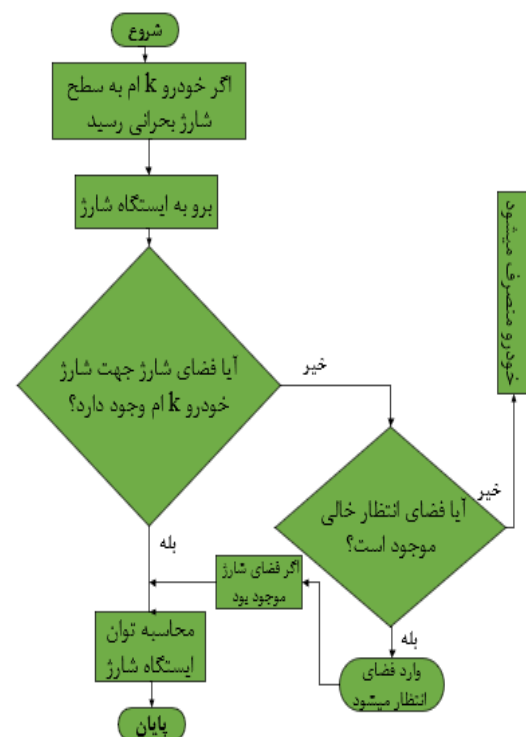 شروع
اگر خودرو k ام به سطح
شارژ بحرانی رسید
برو به ایستگاه شارژ
آیا فضای شارژ جهت شارژ
خودرو k ام وجود دارد؟
خیر
خودرو منصرف میشود
آیا فضای انتظار خالی
موجود است؟
خیر
بله
اگر فضای شارژ
موجود بود
بله
وارد فضای
انتظار میشود
محاسبه توان
ایستگاه شارژ
پایان